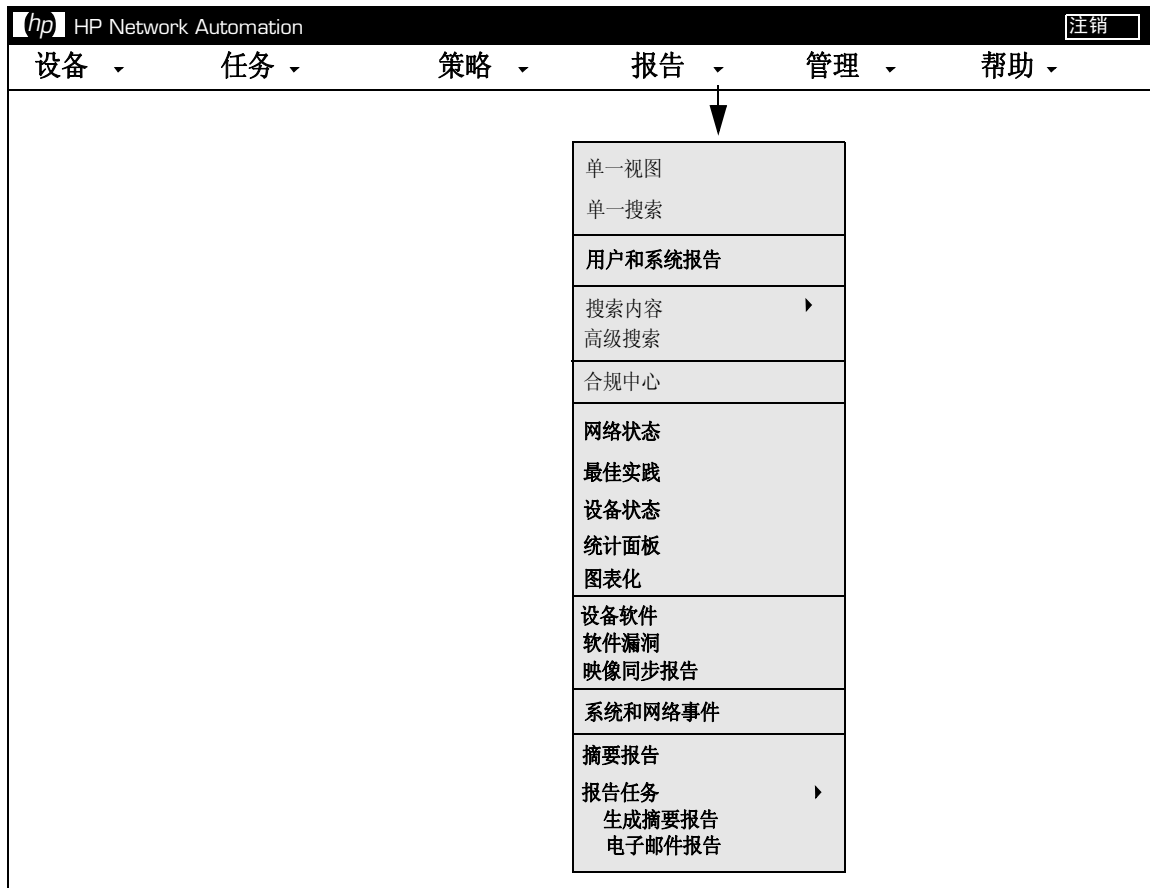 hp HP Network Automation 注销
设备 任务 策略 报告 管理 帮助
单一视图
单一搜索
用户和系统报告
搜索内容
高级搜索
合规中心
网络状态
最佳实践
设备状态
统计面板
图表化
设备软件
软件漏洞
映像同步报告
系统和网络事件
摘要报告
报告任务
生成摘要报告
电子邮件报告